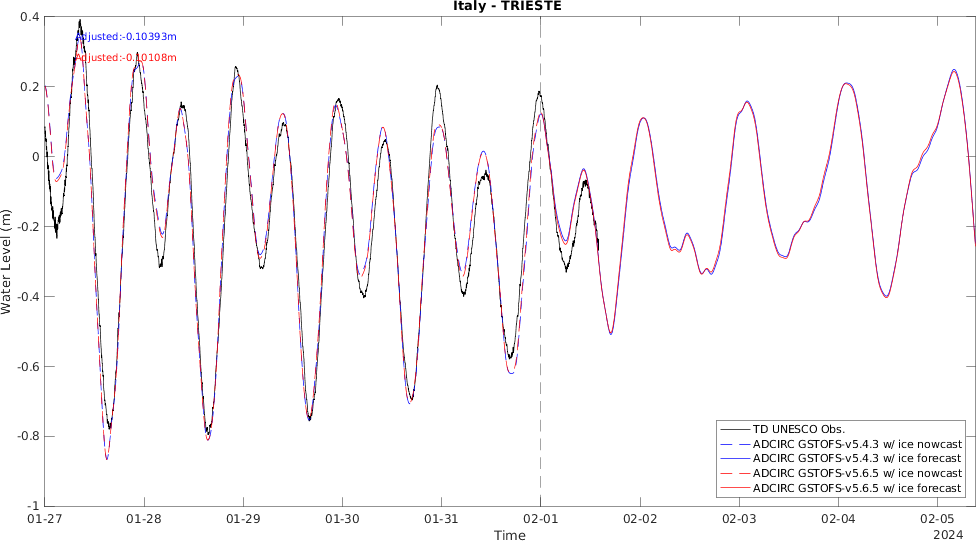 Italy - TRIESTE
Adjusted:-0.10393m
Adjusted:-0.10108m
0.4
0.2
0
-0.2
-0.4
-0.6
-0.8
-1
Water Level (m)
01-27
01-28
01-29
01-30
01-31
02-01
02-02
02-03
02-04
02-05
Time
2024
TD UNESCO Obs.
ADCIRC GSTOFS-v5.4.3 w/ ice nowcast
ADCIRC GSTOFS-v5.4.3 w/ ice forecast
ADCIRC GSTOFS-v5.6.5 w/ ice nowcast
ADCIRC GSTOFS-v5.6.5 w/ ice forecast